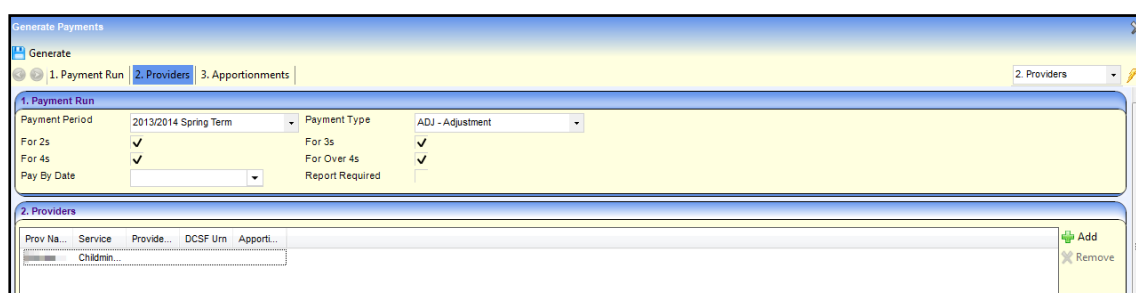 Generate Payments
Generate
1. Payment Run 2. Providers 3. Apportionments 2. Providers
1. Payment Run
Payment Period 2013/2014 Spring Term Payment Type ADJ - Adjustment
For 2s For 3s
For 4s For Over 4s
Pay By Date Report Required
2. Providers
Prov Na... Service Provide... DCSF Urn Apporti... Add
Childmin... Remove